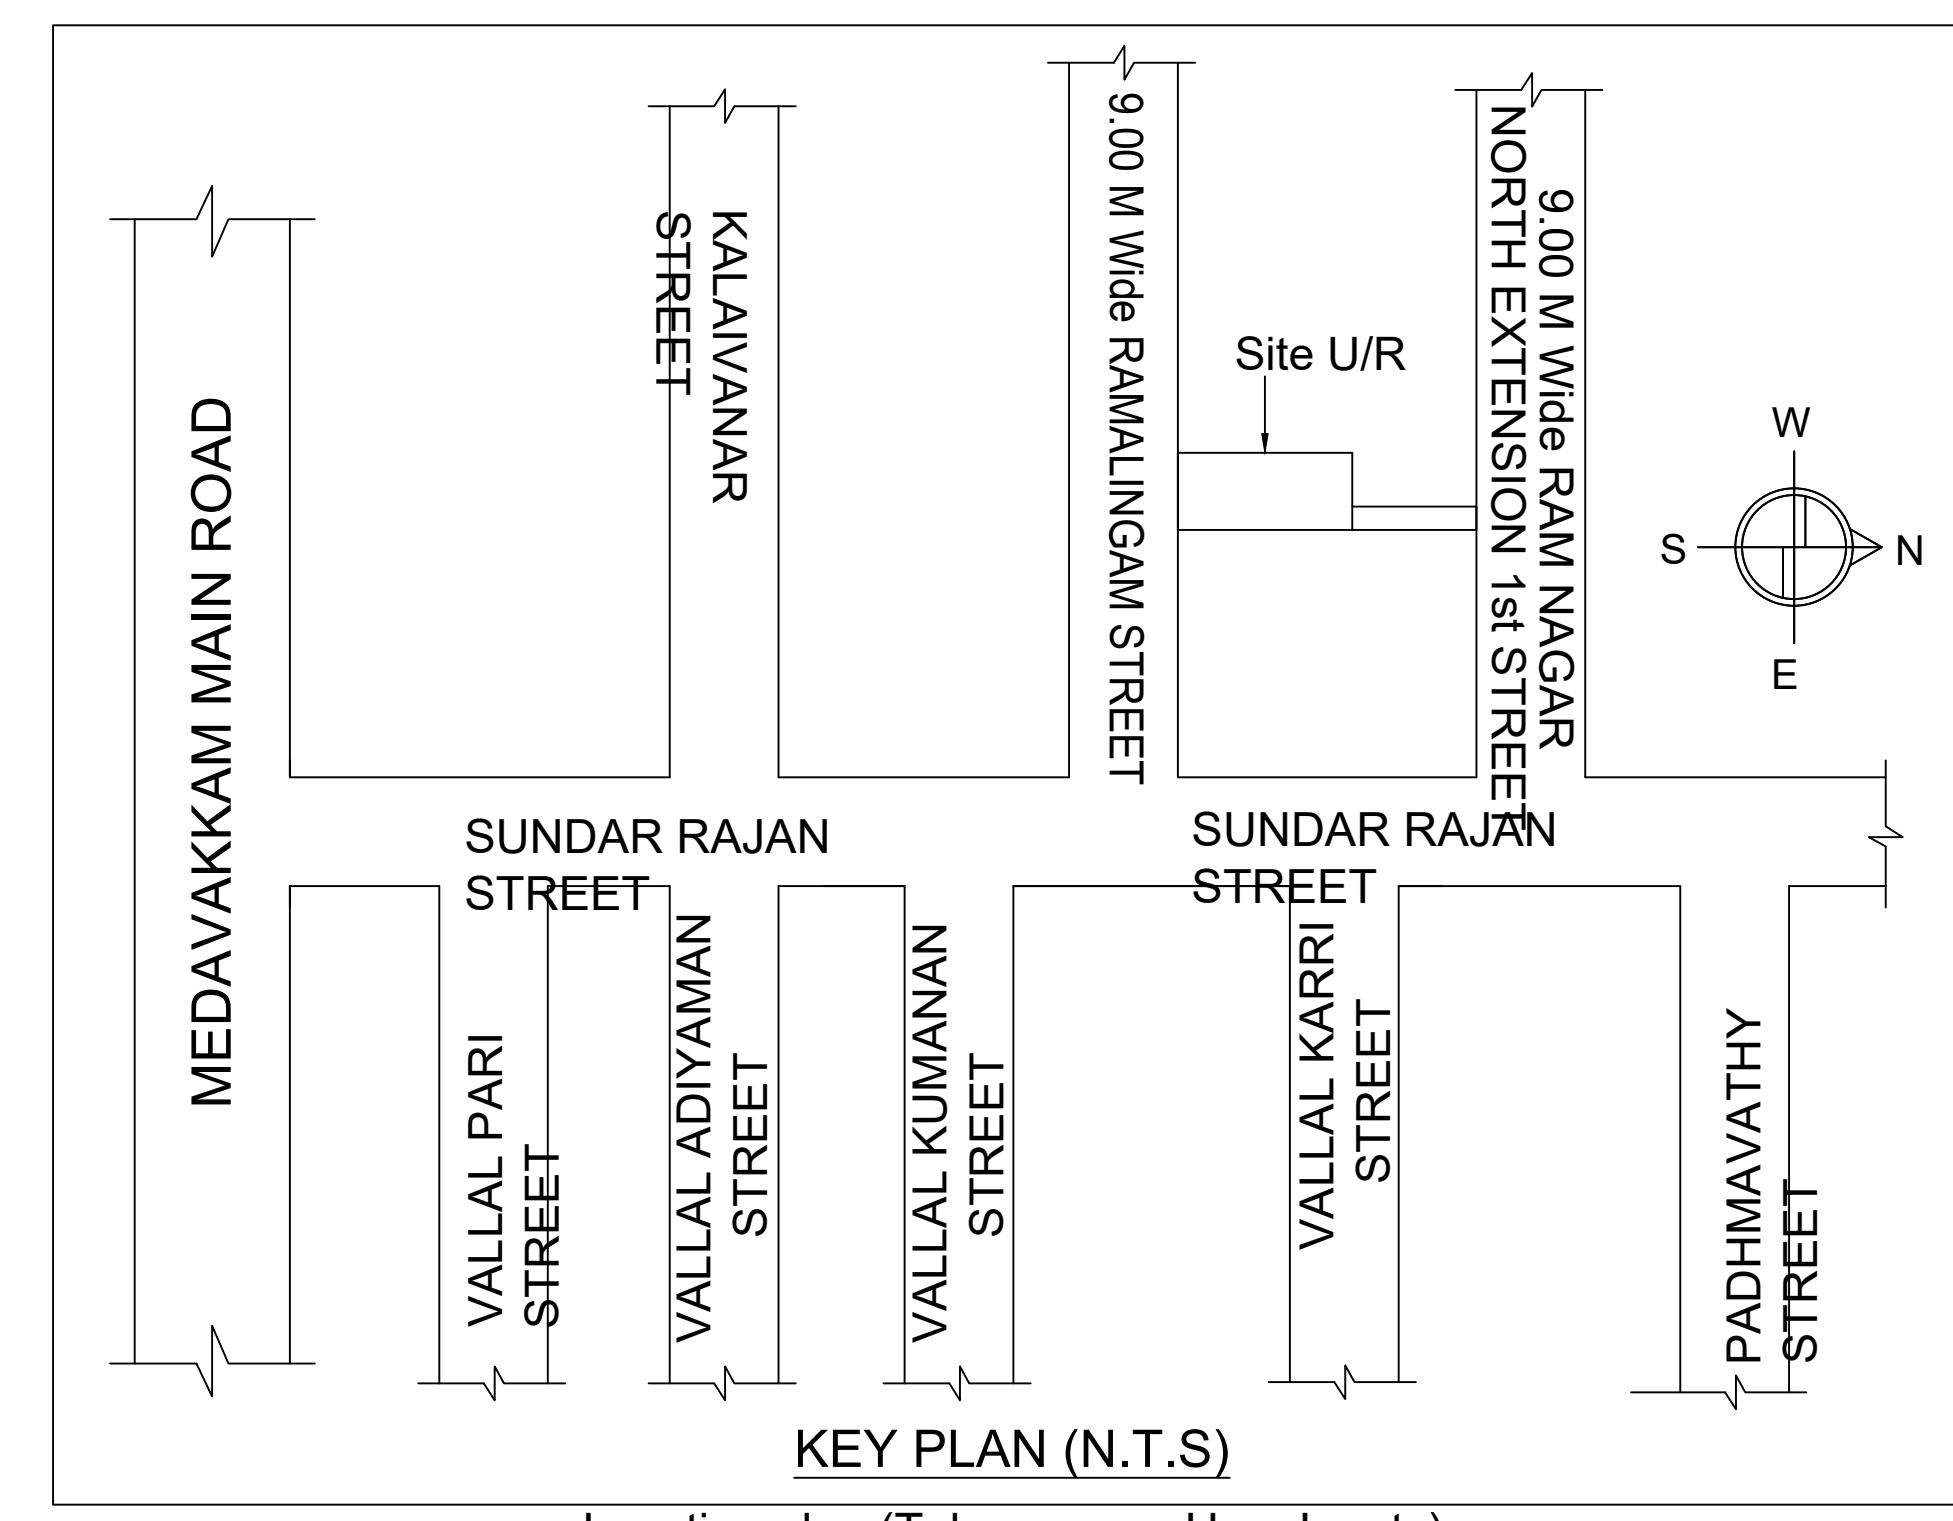 9.00 M Wide RAMALINGAM STREET
9.00 M Wide RAM NAGAR
NORTH EXTENSION 1st STREET
KALAIVANAR
STREET
Site U/R
MEDAVAKKAM MAIN ROAD
W
S
N
E
SUNDAR RAJAN
STREET
SUNDAR RAJAN
STREET
VALLAL PARI
STREET
VALLAL ADIYAMAN
STREET
VALLAL KUMANAN
STREET
VALLAL KARRI
STREET
PADHMAVATHY
STREET
KEY PLAN (N.T.S)